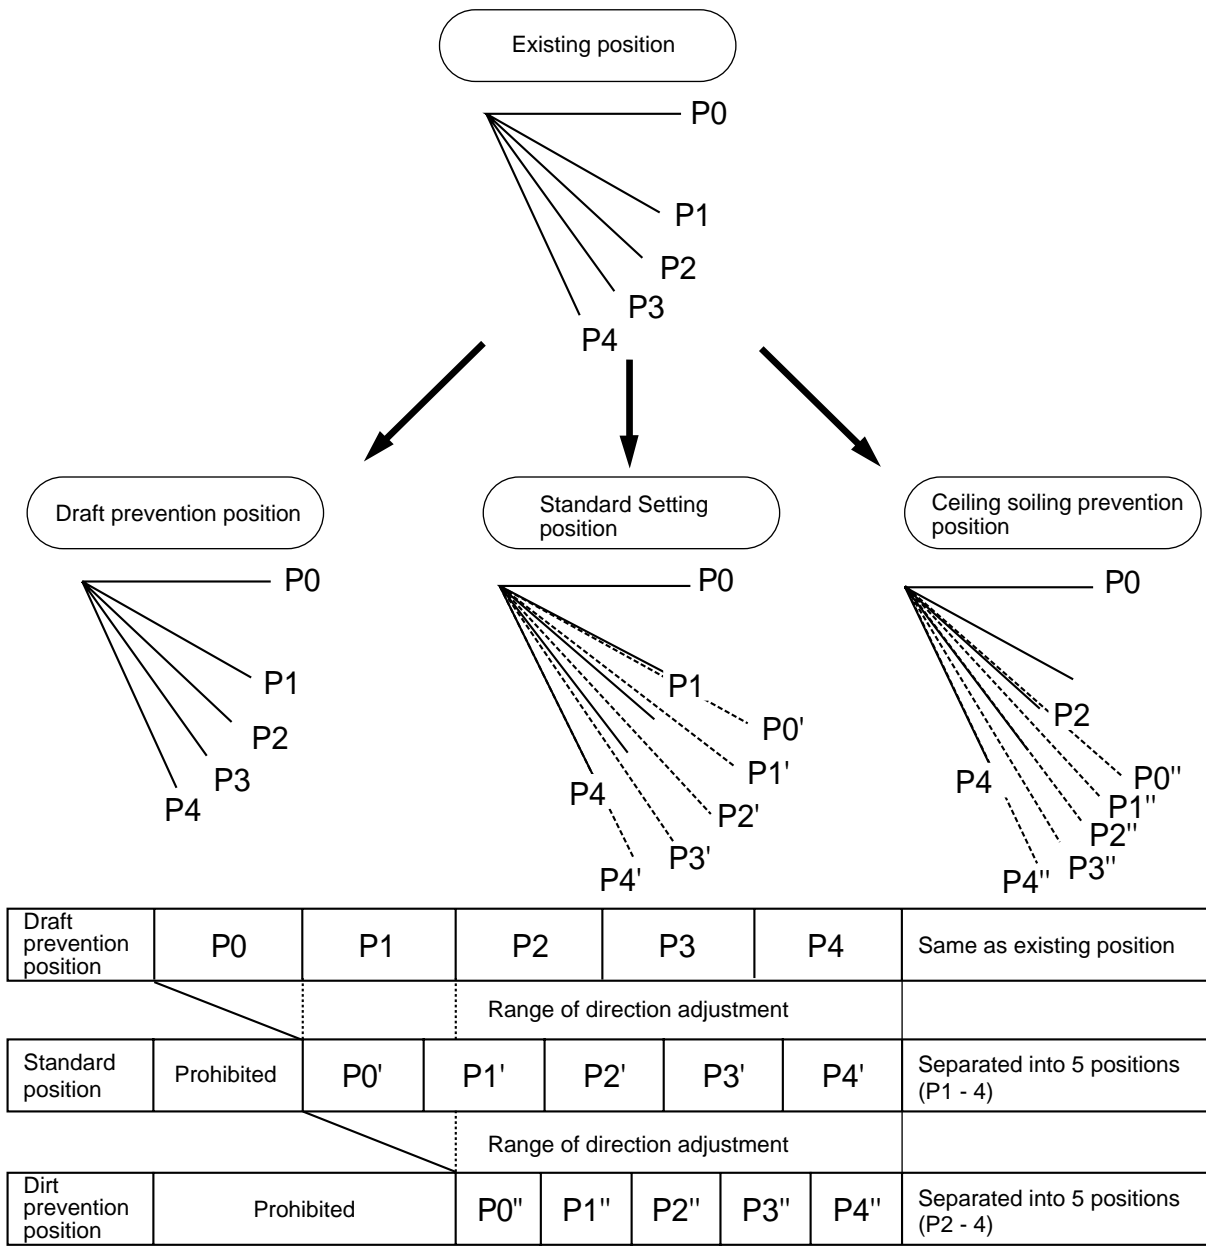 Existing position
P0
P1
P2
P3
P4
Draft prevention position
P0
P1
P2
P3
P4
Standard Setting
position
P0
P1
P0'
P1'
P4
P2'
P3'
P4'
Ceiling soiling prevention
position
P0
P2
P4
P0"
P1"
P2"
P3"
P4"
Draft
prevention
position
P0 P1 P2 P3 P4
Same as existing position
Range of direction adjustment
Standard
position
Prohibited P0' P1' P2' P3' P4'
Separated into 5 positions
(P1 - 4)
Range of direction adjustment
Dirt
prevention
position
Prohibited P0" P1" P2" P3" P4"
Separated into 5 positions
(P2 - 4)